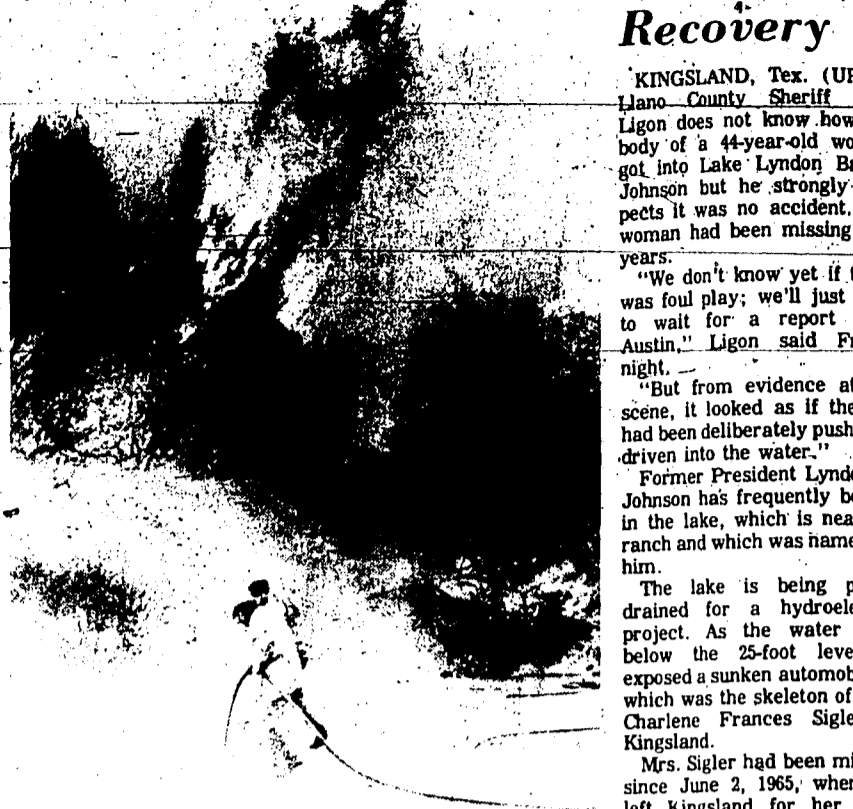 Recovery
KINGSLAND, Tex. (UP
Llano County Sheriff
Ligon does not know how
body of a 44-year-old wo
got into Lake Lyndon Ba
Johnson but he strongly
pects it was no accident.
woman had been missing
years.
"We don't know yet if t
was foul play; we'll just
to wait for a report
Austin," Ligon said Fr
night.
"But from evidence at
scene, it looked as if the
had been deliberately push
driven into the water."
Former President Lyndo
Johnson has frequently bo
in the lake, which is nea
ranch and which was name
him.
The lake is being p
drained for a hydroele
project. As the water
below the 25-foot leve
exposed a sunken automob
which was the skeleton of
Charlene Frances Sigle
Kingsland.
Mrs. Sigler had been mi
since June 2, 1965, when
left Kingsland for her